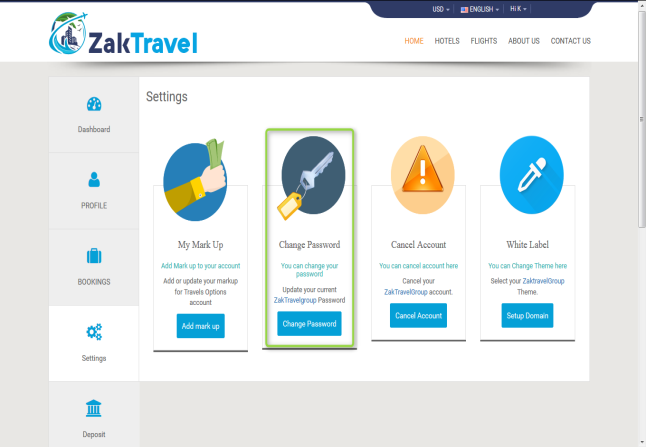 USD ENGLISH Hi K
ZakTravel
HOME HOTELS FLIGHTS ABOUT US CONTACT US
Settings
Dashboard
PROFILE
BOOKINGS
Settings
Deposit
My Mark Up
Add Mark up to your account
Add or update your markup
for Travels Options
account
Add mark up
Change Password
You can change your
password
Update your current
ZakTravelgroup Password
Change Password
Cancel Account
You can cancel account here
Cancel your
ZakTravelGroup account.
Cancel Account
White Label
You can Change Theme here
Select your ZaktravelGroup
Theme.
Setup Domain